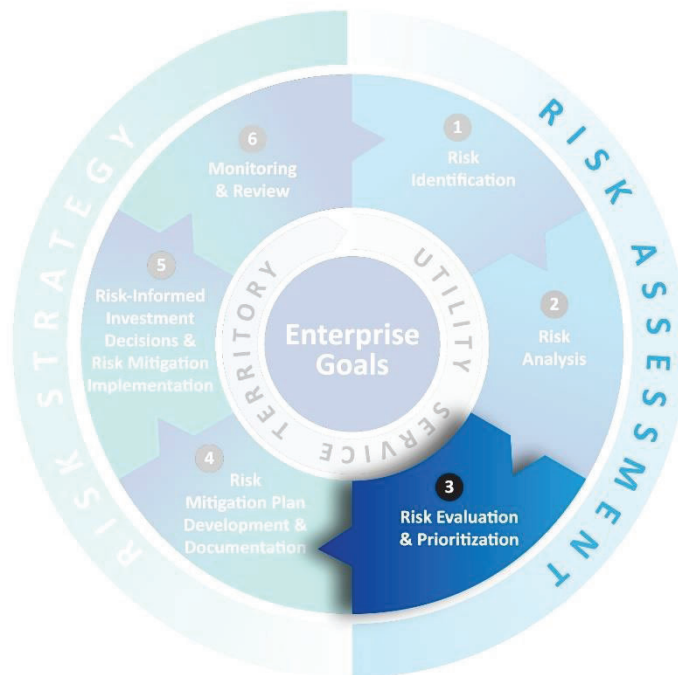 RISK ASSESSMENT
RISK STRATEGY
UTILITY SERVICE TERRITORY
Enterprise
Goals
1
Risk
Identification
2
Risk
Analysis
3
Risk Evaluation
& Prioritization
4
Risk
Mitigation Plan
Development &
Documentation
5
Risk-Informed
Investment
Decisions &
Risk Mitigation
Implementation
6
Monitoring
& Review